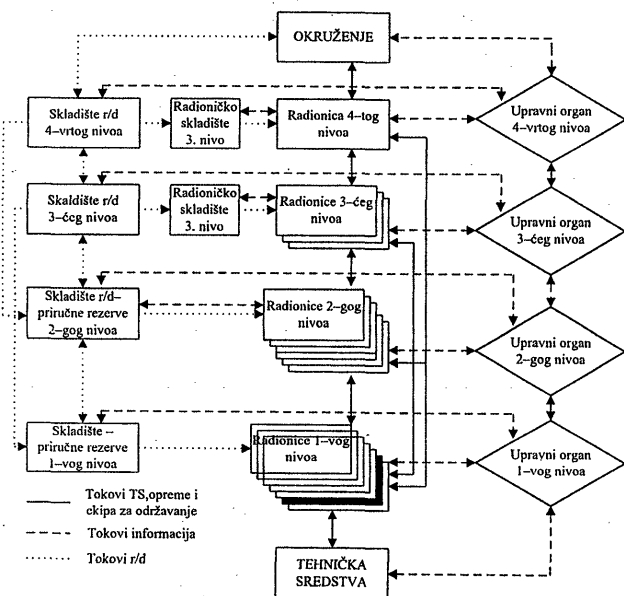 OKRUŽENJE
Skladište r/d
4–vrtog nivoa
Radioničko
skladište
3. nivo
Radionica 4–tog
nivoa
Upravni organ
4–vrtog nivoa
Skaldište r/d
3–ćeg nivoa
Radioničko
skladište
3. nivo
Radionice 3–ćeg
nivoa
Upravni organ
3–ćeg nivoa
Skladište r/d–
priručne rezerve
2–gog nivoa
Radionice 2–gog
nivoa
Upravni organ
2–gog nivoa
Skladište –
priručne rezerve
1–vog nivoa
Radionice 1–vog
nivoa
Upravni organ
1–vog nivoa
Tokovi TS,opreme i
ekipa za održavanje
Tokovi informacija
Tokovi r/d
TEHNIČKA
SREDSTVA